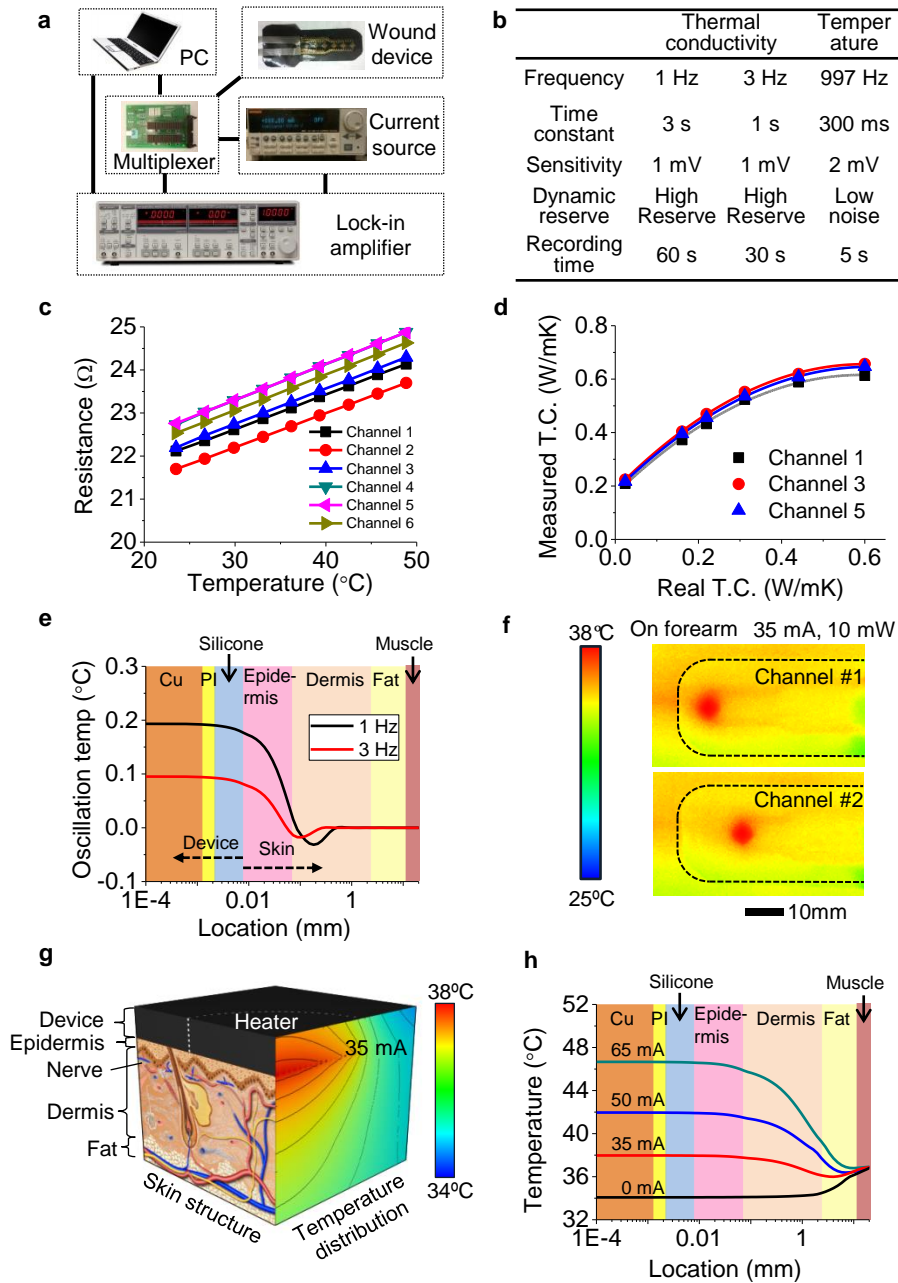 a
PC
Wound
device
Multiplexer
Current
source
Lock-in
amplifier
b
Thermal
conductivity
Temper
ature
Frequency 1 Hz 3 Hz 997 Hz
Time
constant
3 s 1 s 300 ms
Sensitivity 1 mV 1 mV 2 mV
Dynamic
reserve
High
Reserve
High
Reserve
Low
noise
Recording
time
60 s 30 s 5 s
c
25
24
23
22
21
20
20 30 40 50
Resistance (Ω)
Temperature (°C)
Channel 1
Channel 2
Channel 3
Channel 4
Channel 5
Channel 6
d
0.8
0.6
0.4
0.2
0.0
0.0 0.2 0.4 0.6
Measured T.C. (W/mK)
Real T.C. (W/mK)
Channel 1
Channel 3
Channel 5
e
Silicone
Muscle
Cu
PI
Epide-
rmis
Dermis
Fat
0.3
0.2
0.1
0.0
-0.1
1 Hz
3 Hz
Device
Skin
1E-4 0.01 1
Oscillation temp (°C)
Location (mm)
f
38°C
25ºC
On forearm 35 mA, 10 mW
Channel #1
Channel #2
10mm
g
Device
Epidermis
Nerve
Dermis
Fat
Heater
35 mA
Skin structure
Temperature
distribution
38ºC
34ºC
h
Silicone
Muscle
Cu
PI
Epide-
rmis
Dermis
Fat
52
48
44
40
36
32
65 mA
50 mA
35 mA
0 mA
1E-4 0.01 1
Temperature (°C)
Location (mm)